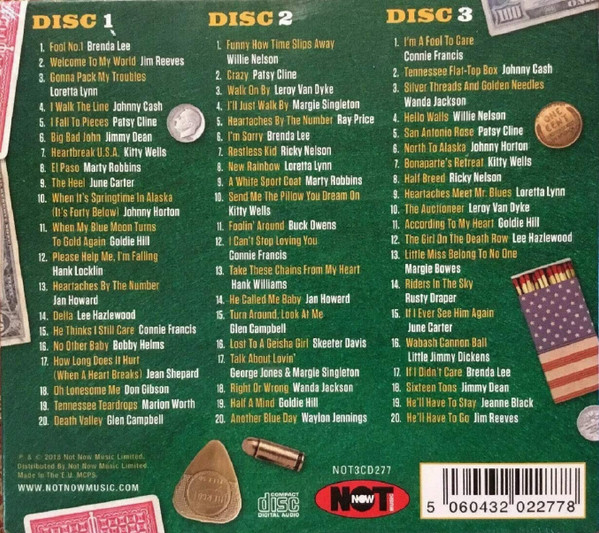 DISC 1
1. Fool No.1 Brenda Lee
2. Welcome To My World Jim Reeves
3. Gonna Pack My Troubles
Loretta Lynn
4. I Walk The Line Johnny Cash
5. I Fall To Pieces Patsy Cline
6. Big Bad John Jimmy Dean
7. Heartbreak U.S.A. Kitty Wells
8. El Paso Marty Robbins
9. The Heel June Carter
10. When It's Springtime In Alaska
(It's Forty Below) Johnny Horton
11. When My Blue Moon Turns
To Gold Again Goldie Hill
12. Please Help Me, I'm Falling
Hank Locklin
13. Heartaches By The Number
Jan Howard
14. Delta Lee Hazlewood
15. He Thinks I Still Care Connie Francis
16. No Other Baby Bobby Helms
17. How Long Does It Hurt
(When A Heart Breaks) Jean Shepard
18. Oh Lonesome Me Don Gibson
19. Tennessee Teardrops Marion Worth
20. Death Valley Glen Campbell
DISC 2
1. Funny How Time Slips Away
Willie Nelson
2. Crazy Patsy Cline
3. Walk On By Leroy Van Dyke
4. I'll Just Walk By Margie Singleton
5. Heartaches By The Number Ray Price
6. I'm Sorry Brenda Lee
7. Restless Kid Ricky Nelson
8. New Rainbow Loretta Lynn
9. A White Sport Coat Marty Robbins
10. Send Me The Pillow You Dream On
Kitty Wells
11. Foolin' Around Buck Owens
12. I Can't Stop Loving You
Connie Francis
13. Take These Chains From My Heart
Hank Williams
14. He Called Me Baby Jan Howard
15. Turn Around, Look At Me
Glen Campbell
16. Lost To A Geisha Girl Skeeter Davis
17. Talk About Lovin'
George Jones & Margie Singleton
18. Right Or Wrong Wanda Jackson
19. Half A Mind Goldie Hill
20. Another Blue Day Waylon Jennings
DISC 3
1. I'm A Fool To Care
Connie Francis
2. Tennessee Flat-Top Box Johnny Cash
3. Silver Threads And Golden Needles
Wanda Jackson
4. Hello Walls Willie Nelson
5. San Antonio Rose Patsy Cline
6. North To Alaska Johnny Horton
7. Bonaparte's Retreat Kitty Wells
8. Half Breed Ricky Nelson
9. Heartaches Meet Mr. Blues Loretta Lynn
10. The Auctioneer Leroy Van Dyke
11. According To My Heart Goldie Hill
12. The Girl On The Death Row Lee Hazlewood
13. Little Miss Belong To No One
Margie Bowes
14. Riders In The Sky
Rusty Draper
15. If I Ever See Him Again
June Carter
16. Wabash Cannon Ball
Little Jimmy Dickens
17. If I Didn't Care Brenda Lee
18. Sixteen Tons Jimmy Dean
19. He'll Have To Stay Jeanne Black
20. He'll Have To Go Jim Reeves
100
ONE
CENT
P & © 2018 Not Now Music Limited.
Distributed By Not Now Music Limited.
Made In The E.U. MCPS.
WWW.NOTNOWMUSIC.COM
COMPACT
disc
DIGITAL AUDIO
NOT3CD277
NOT
NOW
5 060432 022778